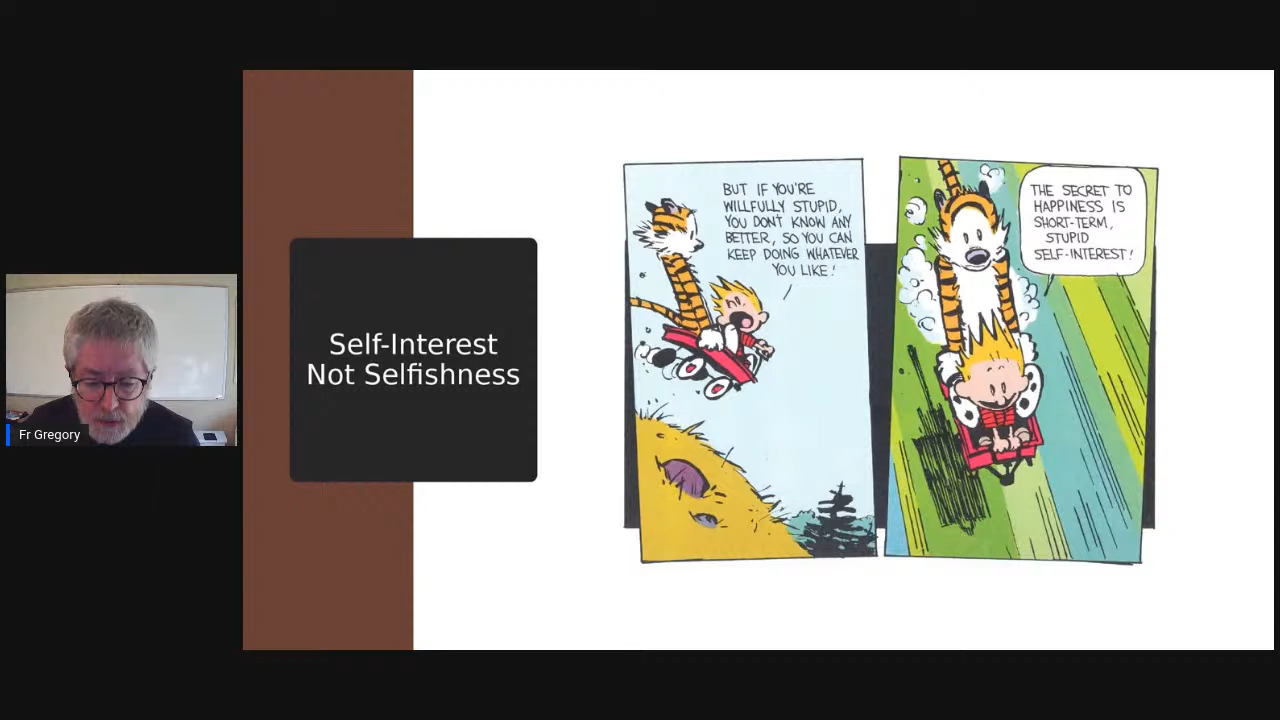 Fr Gregory
Self-Interest
Not Selfishness
BUT IF YOU'RE
WILLFULLY STUPID,
YOU DON'T KNOW ANY
BETTER, SO YOU CAN
KEEP DOING WHATEVER
YOU LIKE!
THE SECRET TO
HAPPINESS IS
SHORT-TERM,
STUPID
SELF-INTEREST!